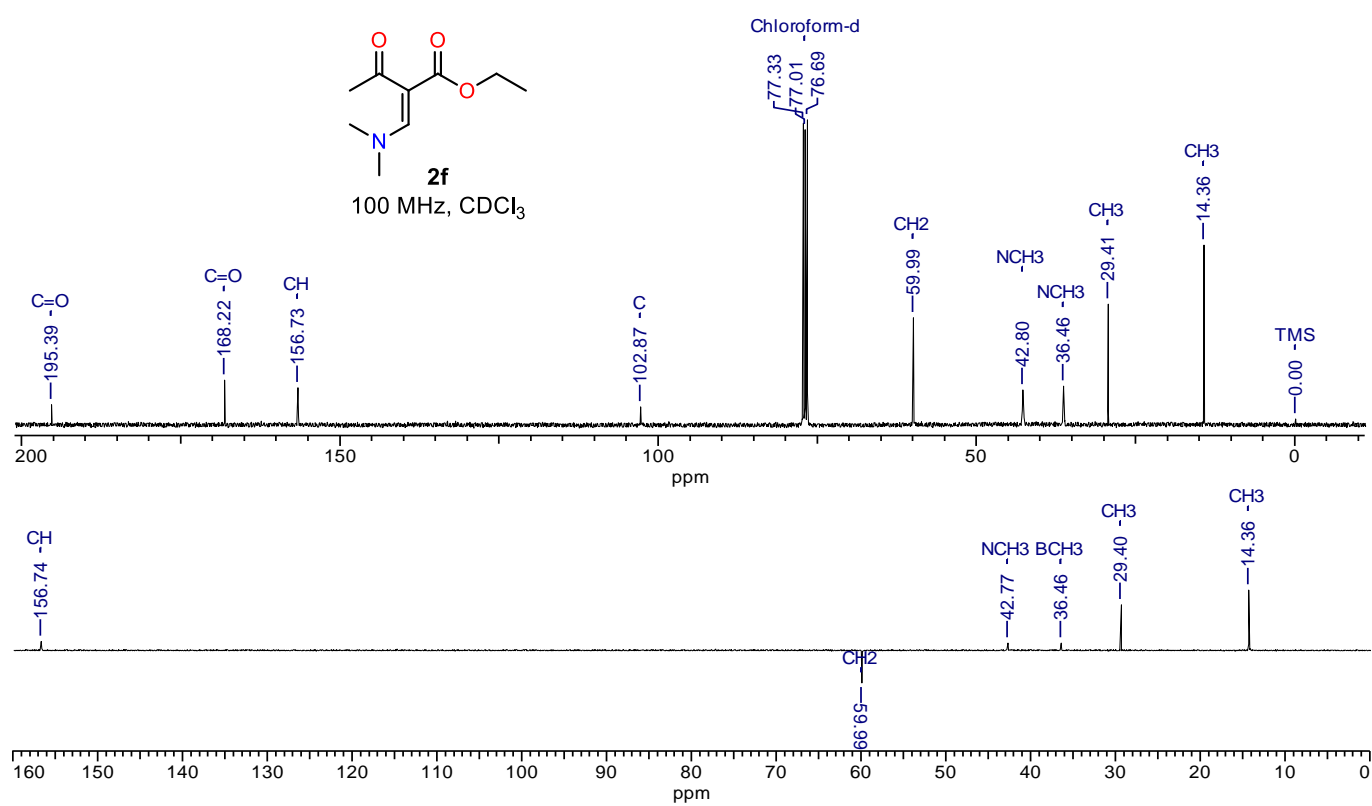 Chloroform-d
77.33
77.01
76.69
O O
O
N
2f
100 MHz, CDCl3
C=O
195.39
C=O
168.22
CH
156.73
C
102.87
CH2
59.99
NCH3
42.80
NCH3
36.46
CH3
29.41
CH3
14.36
TMS
0.00
200 150 100 50 0
ppm
CH
156.74
CH2
59.99
NCH3
42.77
BCH3
36.46
CH3
29.40
CH3
14.36
160 150 140 130 120 110 100 90 80 70 60 50 40 30 20 10 0
ppm